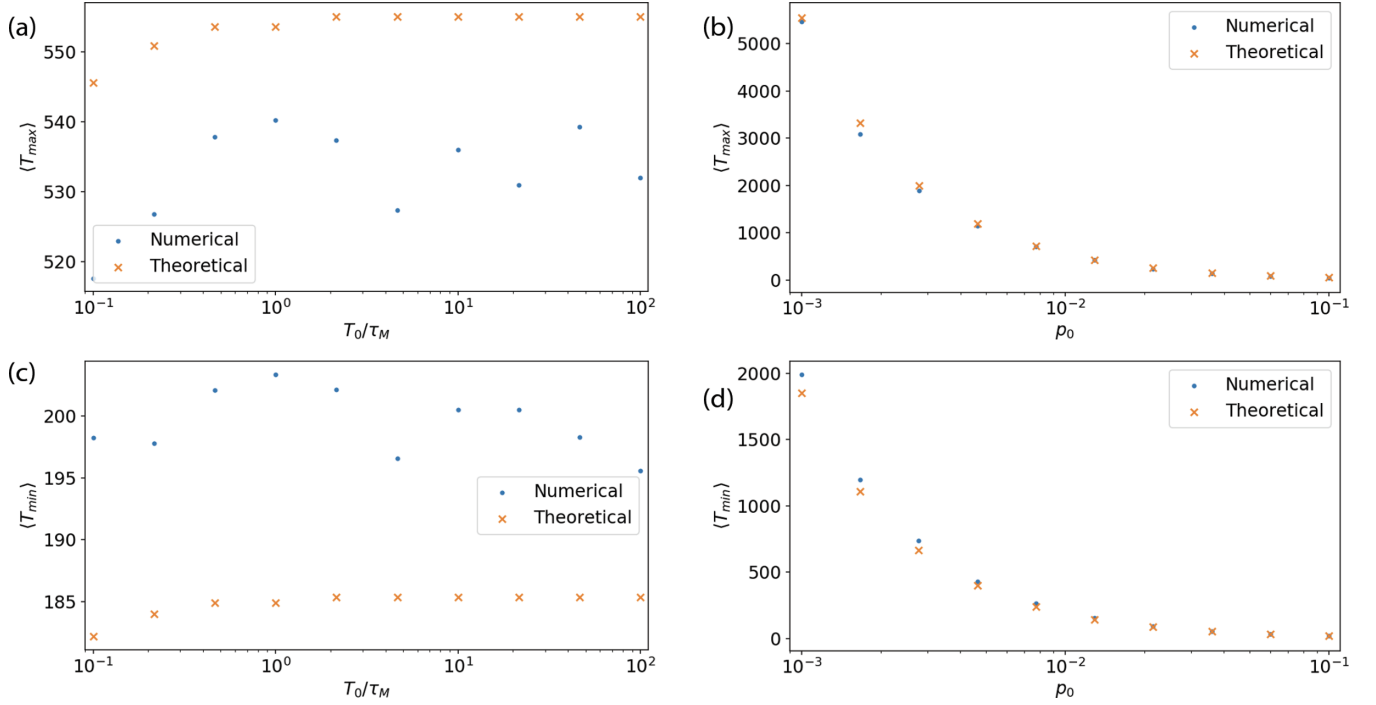 (a)
550
540
530
520
⟨T_max⟩
Numerical
Theoretical
10^-1
10^0
10^1
10^2
T_0/τ_M
(b)
5000
4000
3000
2000
1000
0
⟨T_max⟩
Numerical
Theoretical
10^-3
10^-2
10^-1
p_0
(c)
200
195
190
185
⟨T_min⟩
Numerical
Theoretical
10^-1
10^0
10^1
10^2
T_0/τ_M
(d)
2000
1500
1000
500
0
⟨T_min⟩
Numerical
Theoretical
10^-3
10^-2
10^-1
p_0